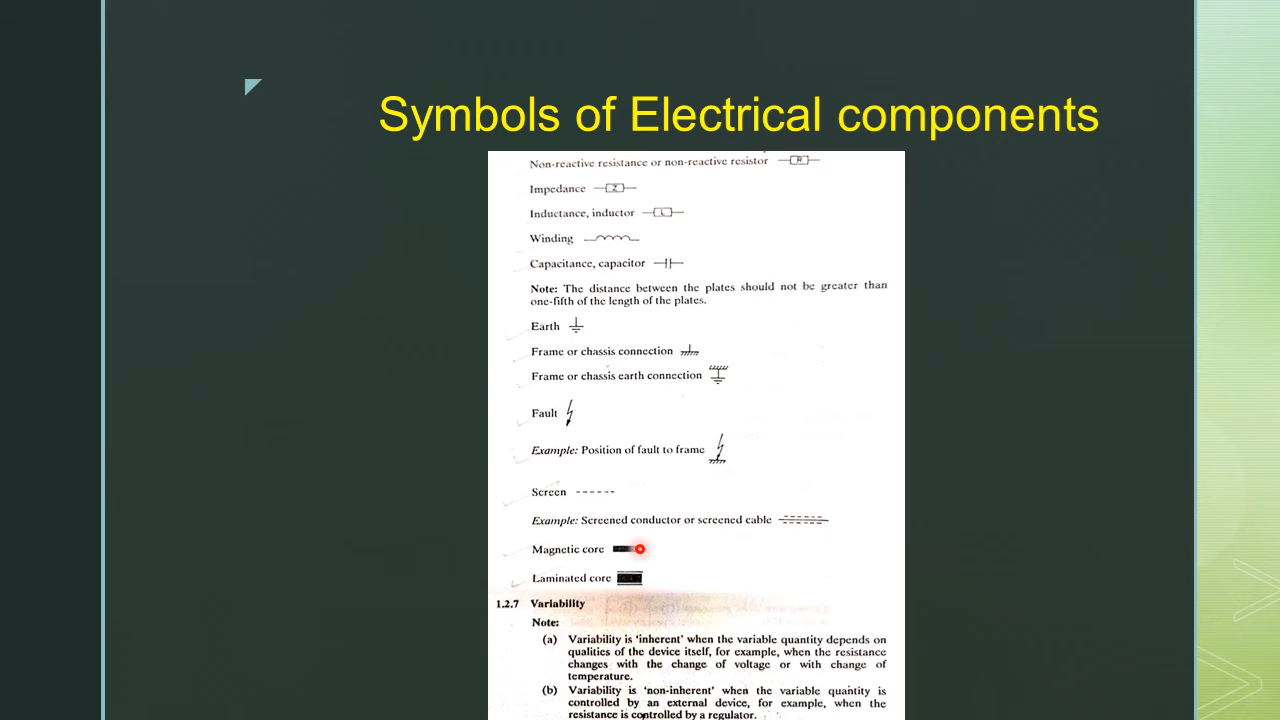 Symbols of Electrical components
Non-reactive resistance or non-reactive resistor R
Impedance Z
Inductance, inductor L
Winding
Capacitance, capacitor
Note: The distance between the plates should not be greater than
one-fifth of the length of the plates.
Earth
Frame or chassis connection
Frame or chassis earth connection
Fault
Example: Position of fault to frame
Screen
Example: Screened conductor or screened cable
Magnetic core
Laminated core
1.2.7 Variability
Note:
(a) Variability is 'inherent' when the variable quantity depends on
qualities of the device itself, for example, when the resistance
changes with the change of voltage or with change of
temperature.
(b) Variability is 'non-inherent' when the variable quantity is
controlled by an external device, for example, when the
resistance is controlled by a regulator.